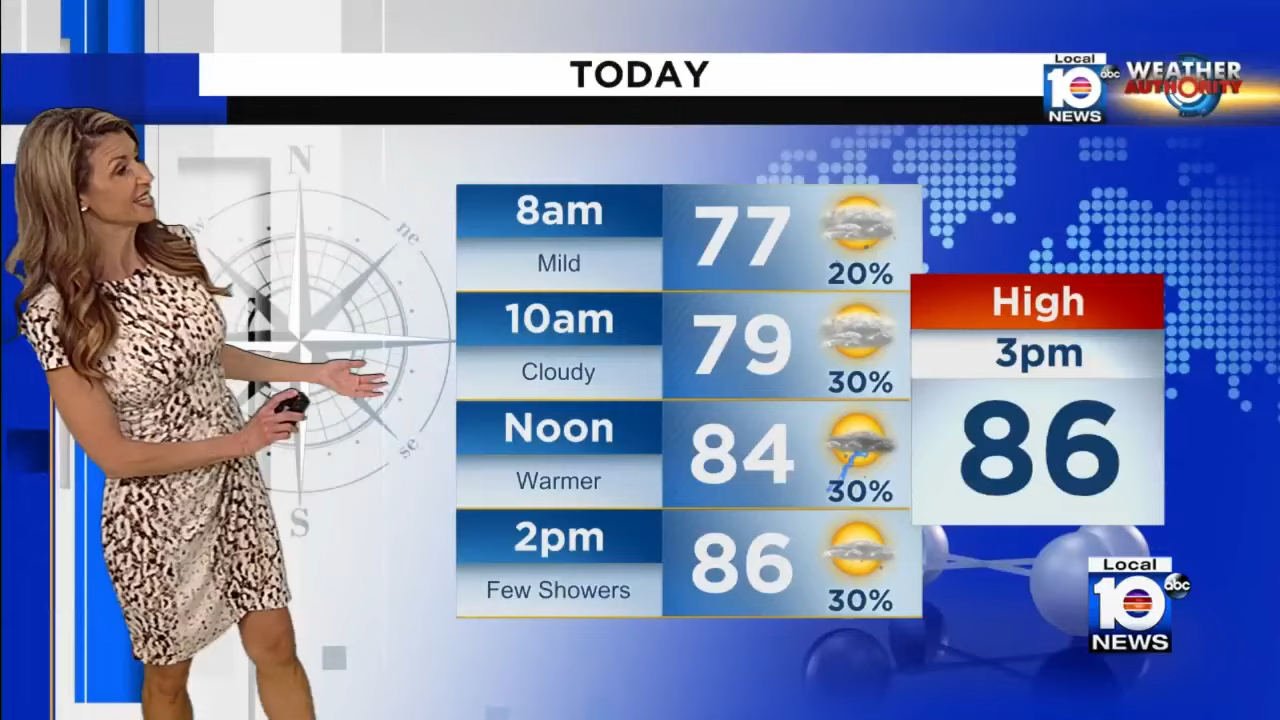 TODAY
Local
10
abc
NEWS
WEATHER
AUTHORITY
N
ne
se
S
8am
Mild
77
20%
10am
Cloudy
79
30%
Noon
Warmer
84
30%
2pm
Few Showers
86
30%
High
3pm
86
Local
10
abc
NEWS